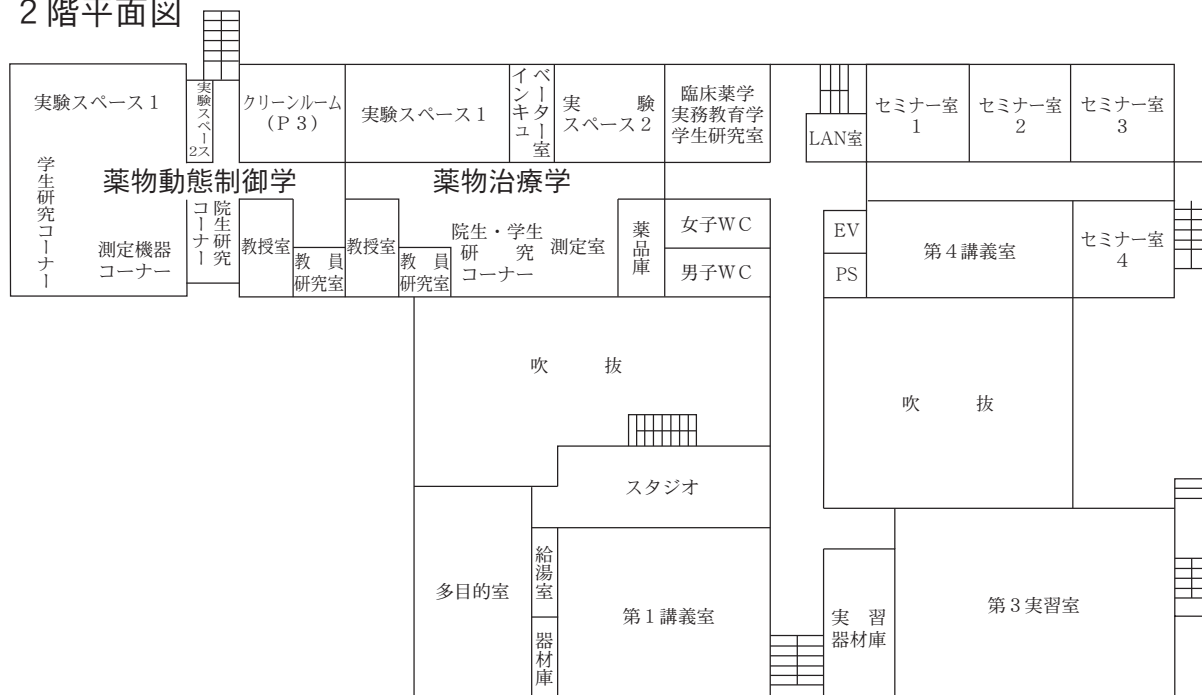 2階平面図
実験スペース1
実験スペー
2ス
クリーンルーム
(P3)
実験スペース1
インキュ
ベーター室
実験
スペース2
臨床薬学
実務教育学
学生研究室
LAN室
セミナー室
1
セミナー室
2
セミナー室
3
学生研究コーナー
薬物動態制御学
薬物治療学
測定機器
コーナー
院生研究
コーナー
教授室
教員
研究室
教授室
教員
研究室
院生・学生
研究
コーナー
測定室
薬品庫
女子WC
男子WC
EV
PS
第4講義室
セミナー室
4
吹抜
吹抜
スタジオ
多目的室
給湯室
器材庫
第1講義室
実習
器材庫
第3実習室